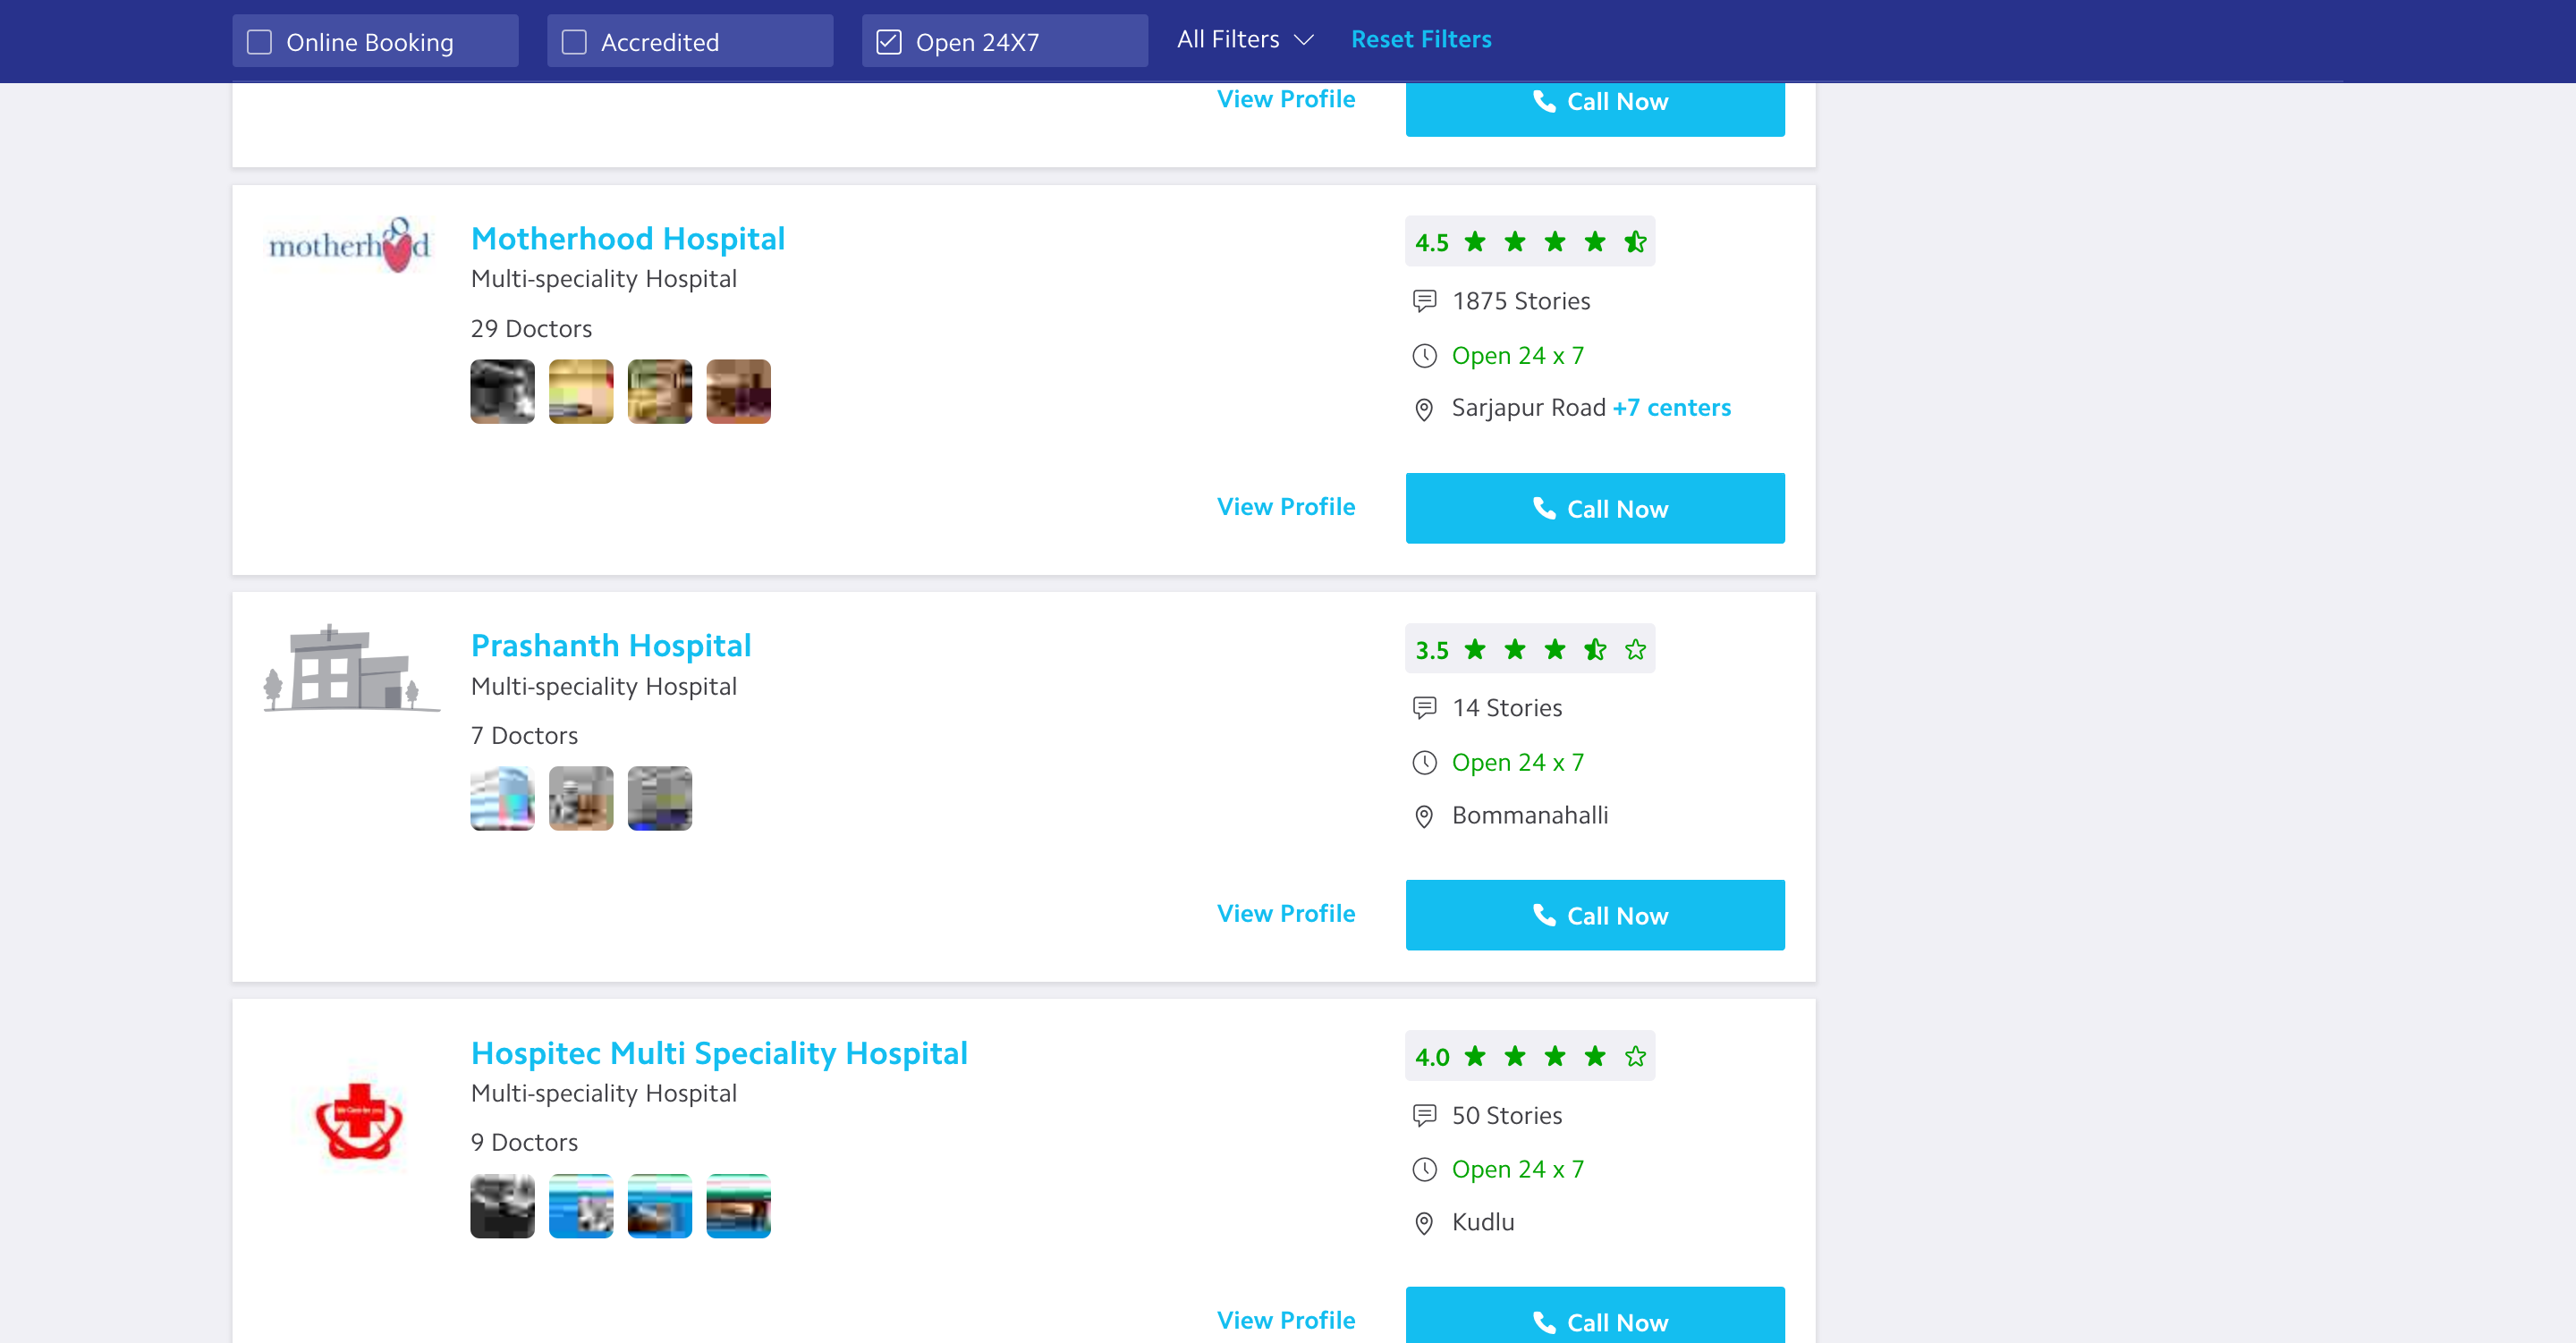 Online Booking
Accredited
Open 24X7
All Filters
Reset Filters
View Profile
Call Now
motherhood
Motherhood Hospital
Multi-speciality Hospital
29 Doctors
4.5
1875 Stories
Open 24 x 7
Sarjapur Road +7 centers
View Profile
Call Now
Prashanth Hospital
Multi-speciality Hospital
7 Doctors
3.5
14 Stories
Open 24 x 7
Bommanahalli
View Profile
Call Now
Hospitec Multi Speciality Hospital
Multi-speciality Hospital
9 Doctors
4.0
50 Stories
Open 24 x 7
Kudlu
View Profile
Call Now